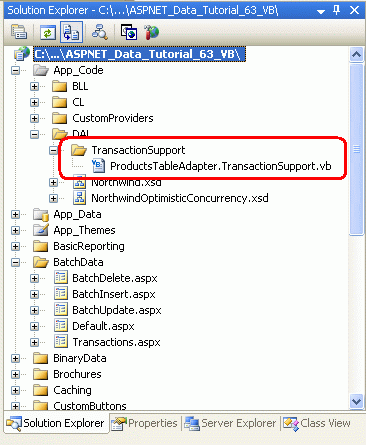 Solution Explorer - C:\...\ASPNET_Data_Tutorial_63_VB\
C:\...\ASPNET_Data_Tutorial_63_VB\
App_Code
BLL
CL
CustomProviders
DAL
TransactionSupport
ProductsTableAdapter.TransactionSupport.vb
Northwind.xsd
NorthwindOptimisticConcurrency.xsd
App_Data
App_Themes
BasicReporting
BatchData
BatchDelete.aspx
BatchInsert.aspx
BatchUpdate.aspx
Default.aspx
Transactions.aspx
BinaryData
Brochures
Caching
CustomButtons
Solution Explorer Properties Server Explorer Class View